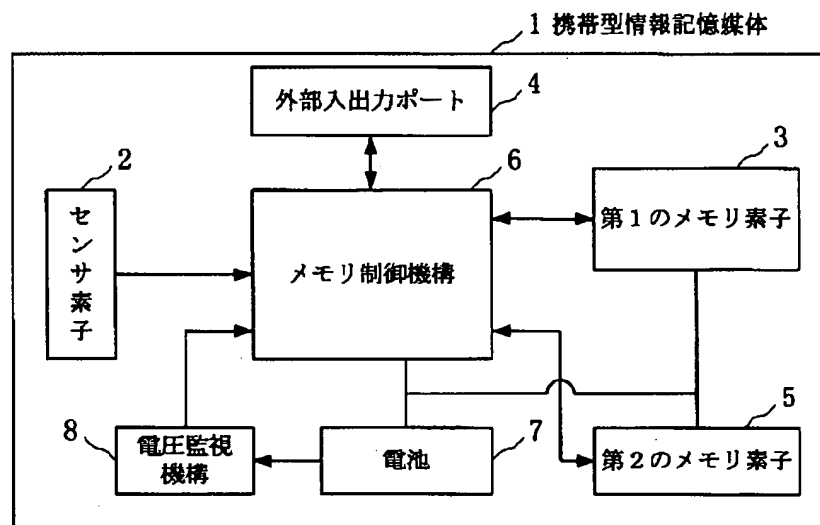 1 携帯型情報記憶媒体
外部入出力ポート
4
2
6
3
センサ素子
メモリ制御機構
第1のメモリ素子
8
電圧監視
機構
電池
7
5
第2のメモリ素子